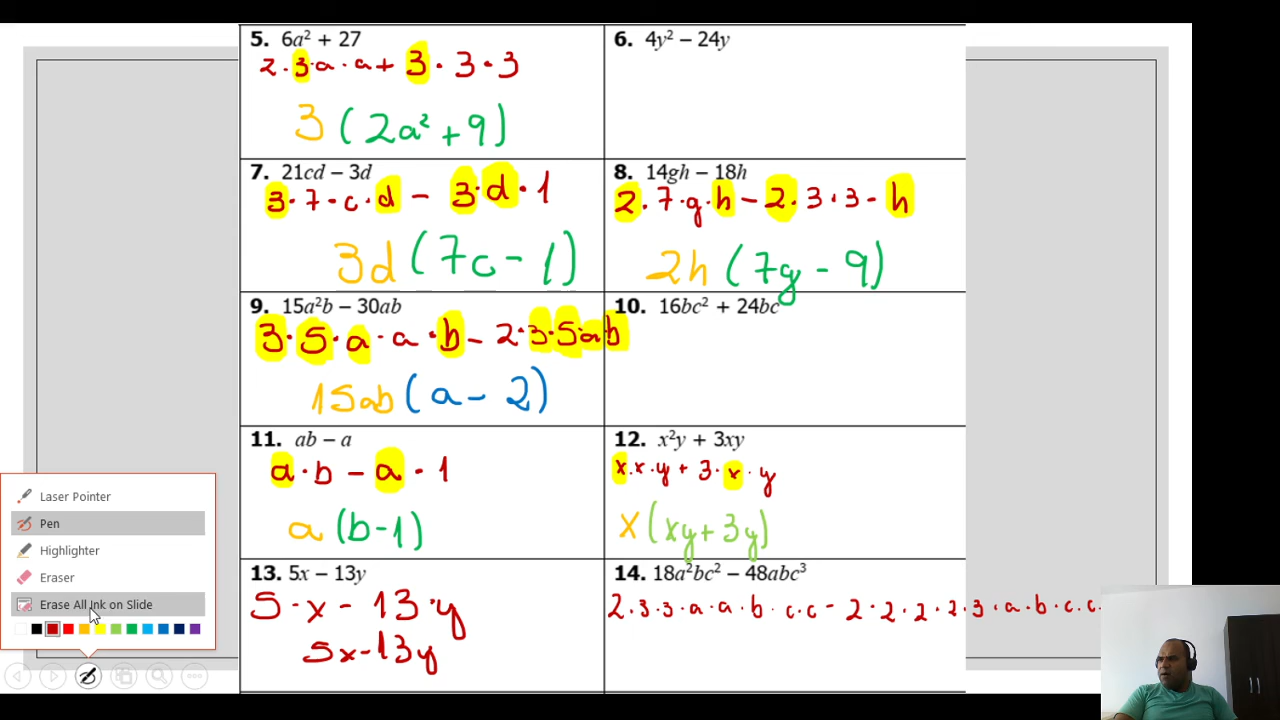 5. 6a² + 27
2 · 3 · a · a + 3 · 3 · 3
3 (2a² + 9)
6. 4y² – 24y
7. 21cd – 3d
3 · 7 · c · d – 3 · d · 1
3d (7c – 1)
8. 14gh – 18h
2 · 7 · g · h – 2 · 3 · 3 · h
2h (7g – 9)
9. 15a²b – 30ab
3 · 5 · a · a · b – 2 · 3 · 5 · a b
15ab (a – 2)
10. 16bc² + 24bc
11. ab – a
a · b – a · 1
a (b – 1)
12. x²y + 3xy
x · x · y + 3 · x · y
x (xy + 3y)
13. 5x – 13y
5 · x – 13 · y
5x – 13y
14. 18a²bc² – 48abc³
2 · 3 · 3 · a · a · b · c · c – 2 · 2 · 2 · 2 · 3 · a · b · c · c ·
Laser Pointer
Pen
Highlighter
Eraser
Erase All Ink on Slide